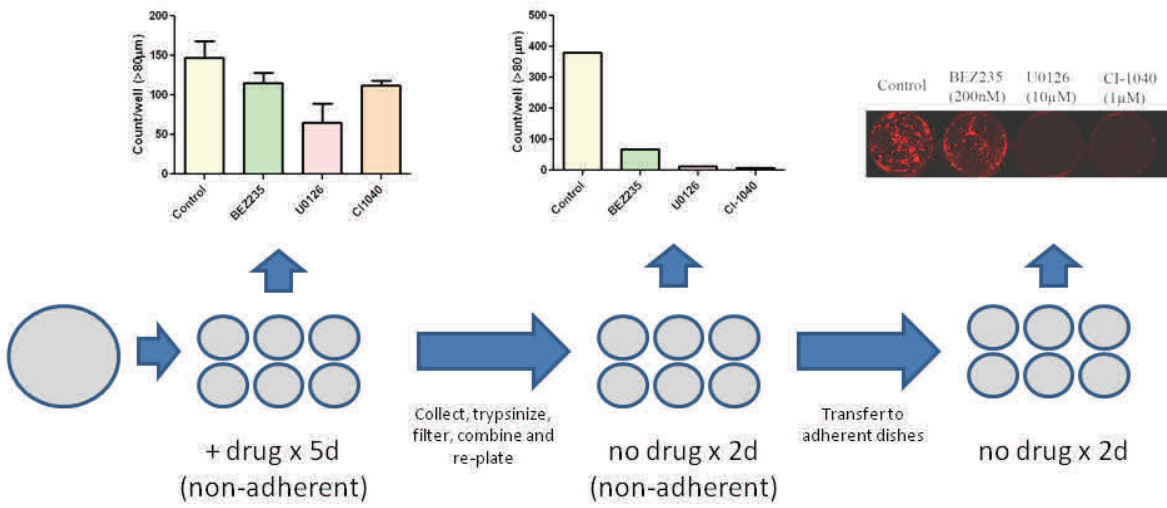 Count/well (>80µm)
200
150
100
50
0
Control
BEZ235
U0126
CI1040
Count/well (>80 µm)
500
400
300
200
100
0
Control
BEZ235
U0126
CI-1040
Control
BEZ235
(200nM)
U0126
(10µM)
CI-1040
(1µM)
+ drug x 5d
(non-adherent)
Collect, trypsinize,
filter, combine and
re-plate
no drug x 2d
(non-adherent)
Transfer to
adherent dishes
no drug x 2d